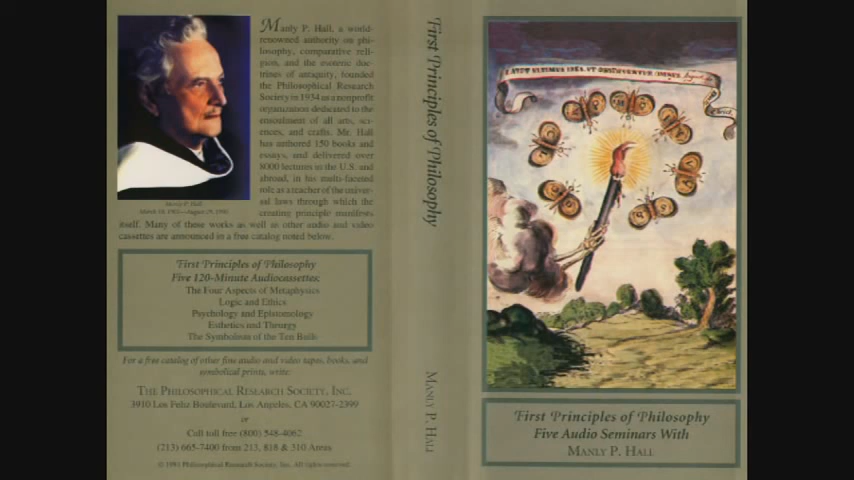 Manly P. Hall, a world-
renowned authority on phi-
losophy, comparative reli-
gion, and the esoteric doc-
trines of antiquity, founded
the Philosophical Research
Society in 1934 as a nonprofit
organization dedicated to the
ensoulment of all arts, sci-
ences, and crafts. Mr. Hall
has authored 150 books and
essays, and delivered over
8000 lectures in the U.S. and
abroad, in his multi-faceted
role as a teacher of the univer-
sal laws through which the
creating principle manifests
itself. Many of these works as well as other audio and video
cassettes are announced in a free catalog noted below.
Manly P. Hall
March 18, 1901—August 29, 1990
First Principles of Philosophy
Five 120-Minute Audiocassettes:
The Four Aspects of Metaphysics
Logic and Ethics
Psychology and Epistomology
Esthetics and Theurgy
The Symbolism of the Ten Bulls
For a free catalog of other fine audio and video tapes, books, and
symbolical prints, write:
THE PHILOSOPHICAL RESEARCH SOCIETY, INC.
3910 Los Feliz Boulevard, Los Angeles, CA 90027-2399
or
Call toll free (800) 548-4062
(213) 665-7400 from 213, 818 & 310 Areas
© 1991 Philosophical Research Society, Inc. All rights reserved
First Principles of Philosophy
MANLY P. HALL
First Principles of Philosophy
Five Audio Seminars With
MANLY P. HALL